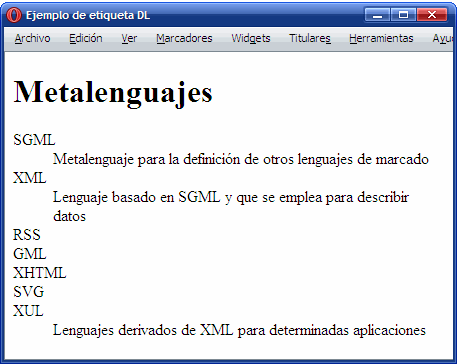 Ejemplo de etiqueta DL
Archivo Edición Ver Marcadores Widgets Titulares Herramientas Ayu
Metalenguajes
SGML
Metalenguaje para la definición de otros lenguajes de marcado
XML
Lenguaje basado en SGML y que se emplea para describir
datos
RSS
GML
XHTML
SVG
XUL
Lenguajes derivados de XML para determinadas aplicaciones